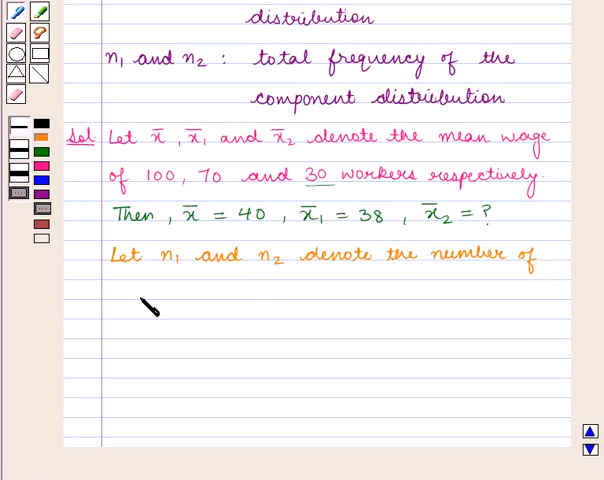 distribution
n₁ and n₂ : total frequency of the
component distribution
Sol Let x̄, x̄₁ and x̄₂ denote the mean wage
of 100, 70 and 30 workers respectively.
Then, x̄ = 40, x̄₁ = 38, x̄₂ = ?
Let n₁ and n₂ denote the number of